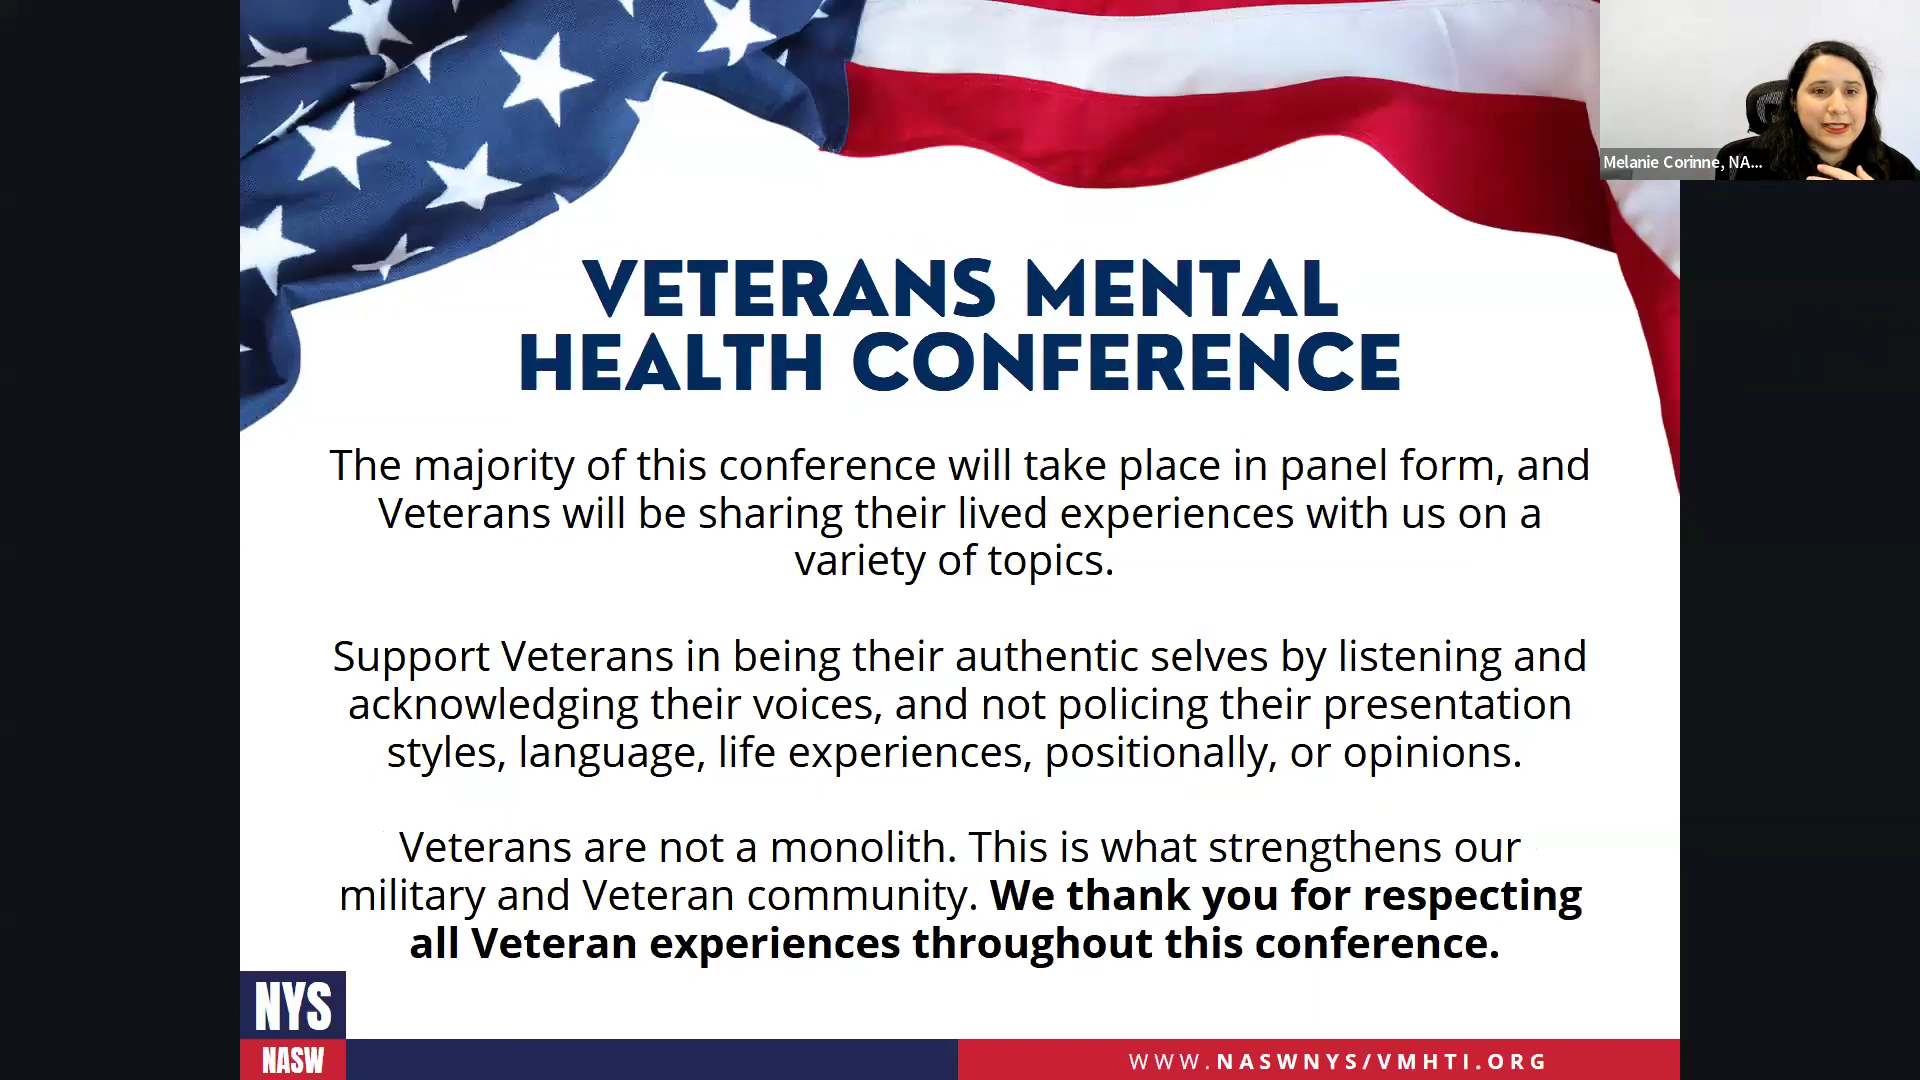 Melanie Corinne, NA...
VETERANS MENTAL
HEALTH CONFERENCE
The majority of this conference will take place in panel form, and
Veterans will be sharing their lived experiences with us on a
variety of topics.
Support Veterans in being their authentic selves by listening and
acknowledging their voices, and not policing their presentation
styles, language, life experiences, positionally, or opinions.
Veterans are not a monolith. This is what strengthens our
military and Veteran community. We thank you for respecting
all Veteran experiences throughout this conference.
NYS
NASW
WWW.NASWNYS/VMHTI.ORG